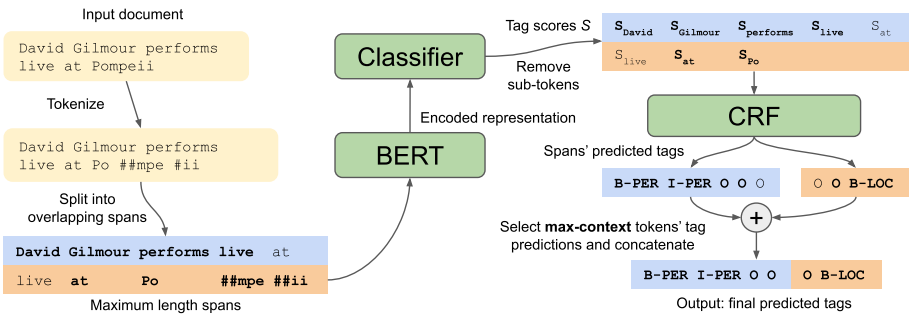 Input document
David Gilmour performs
live at Pompeii
Tokenize
David Gilmour performs
live at Po ##mpe #ii
Split into
overlapping spans
David Gilmour performs live at
live at Po ##mpe ##ii
Maximum length spans
BERT
Encoded representation
Classifier
Tag scores S
Remove
sub-tokens
S_David S_Gilmour S_performs S_live S_at
S_live S_at S_Po
CRF
Spans' predicted tags
B-PER I-PER O O O
O O B-LOC
+
Select max-context tokens' tag
predictions and concatenate
B-PER I-PER O O O B-LOC
Output: final predicted tags